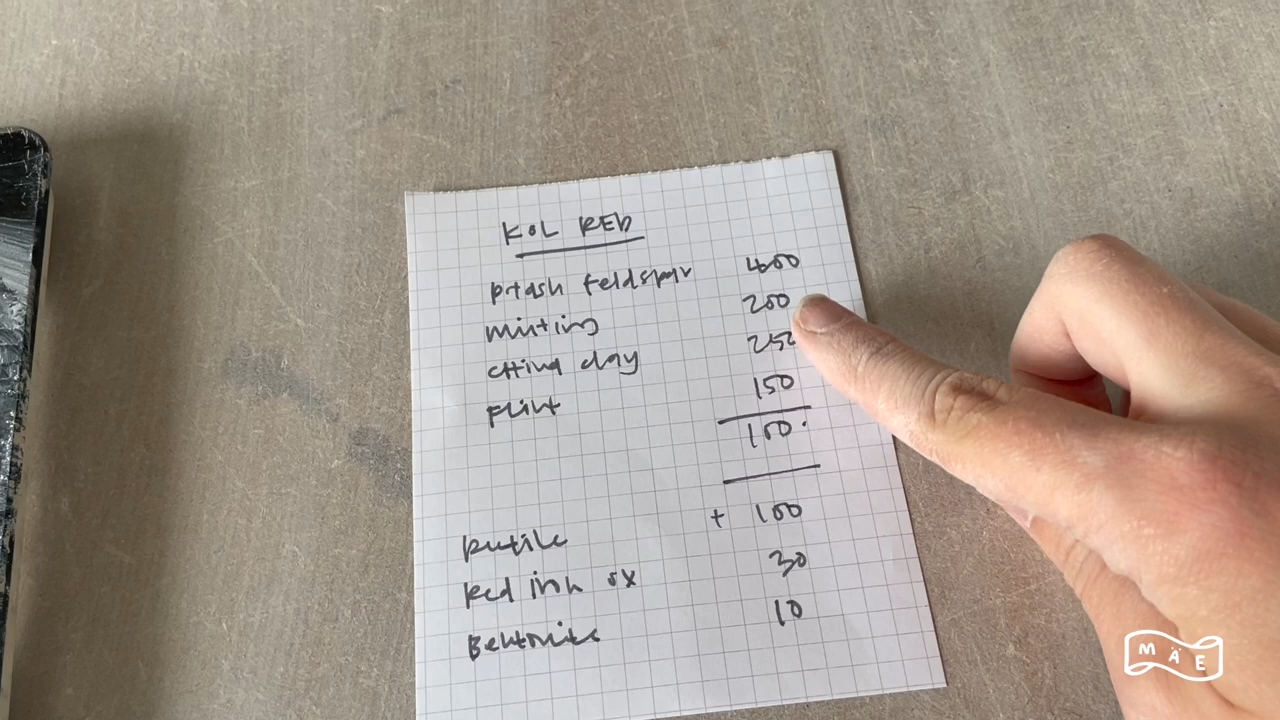 KOL RED
Potash feldspar 400
Whiting 200
China clay 250
Flint 150
1000
Rutile + 100
Red iron ox 30
Bentonite 10
MÄE